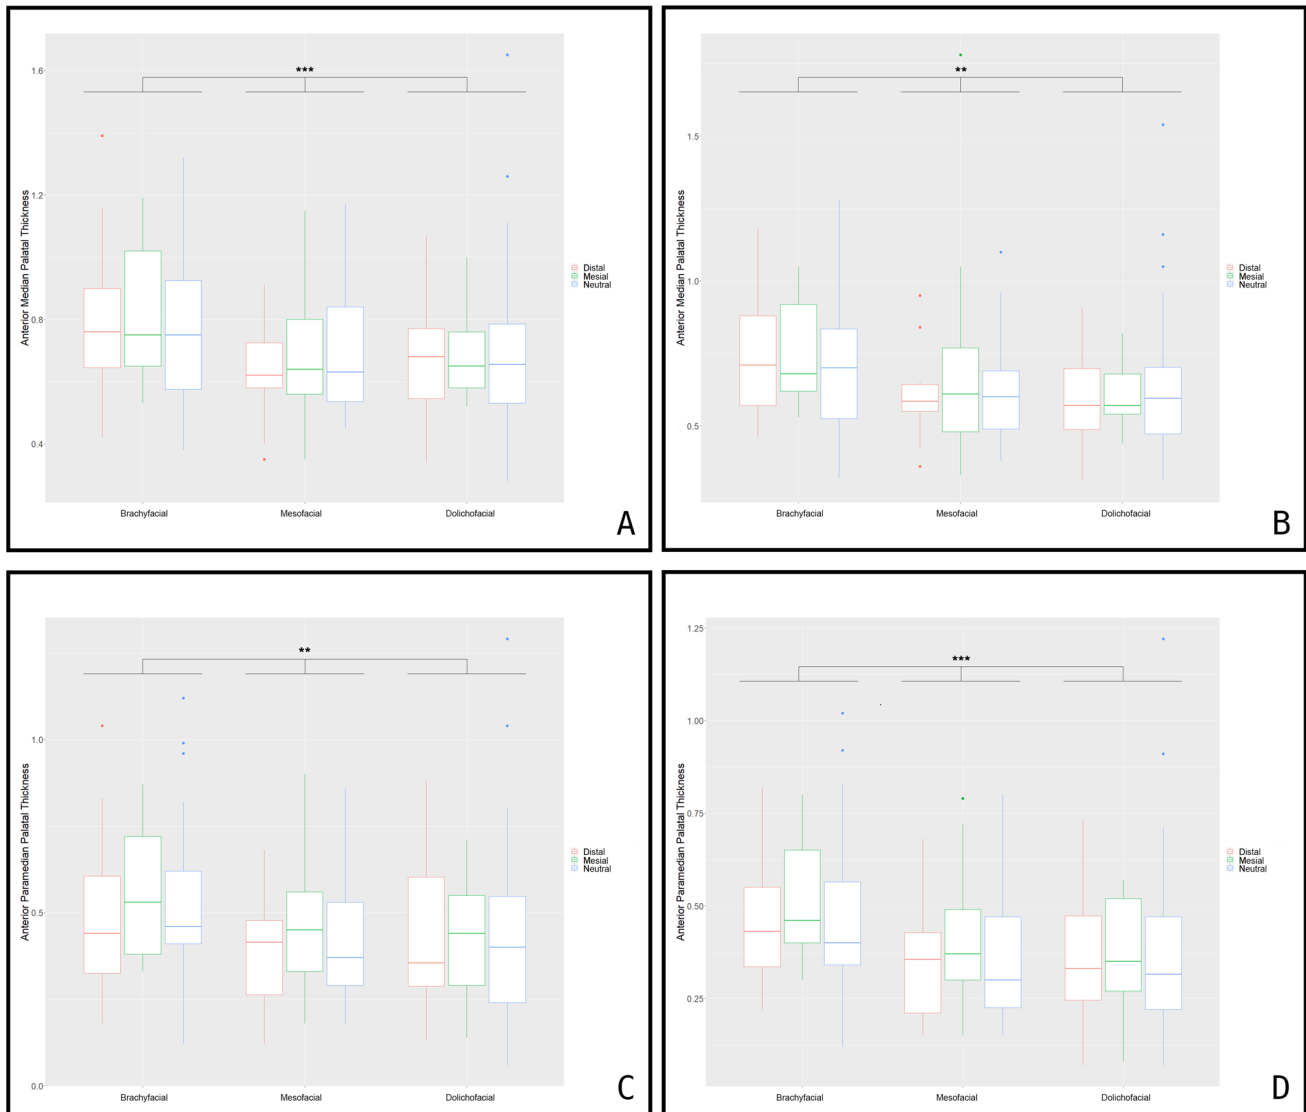 ***
1.6
1.2
0.8
0.4
Anterior Median Palatal Thickness
Distal
Mesial
Neutral
Brachyfacial
Mesofacial
Dolichofacial
A
**
1.5
1.0
0.5
Anterior Median Palatal Thickness
Distal
Mesial
Neutral
Brachyfacial
Mesofacial
Dolichofacial
B
**
1.0
0.5
0.0
Anterior Paramedian Palatal Thickness
Distal
Mesial
Neutral
Brachyfacial
Mesofacial
Dolichofacial
C
***
1.25
1.00
0.75
0.50
0.25
Anterior Paramedian Palatal Thickness
Distal
Mesial
Neutral
Brachyfacial
Mesofacial
Dolichofacial
D